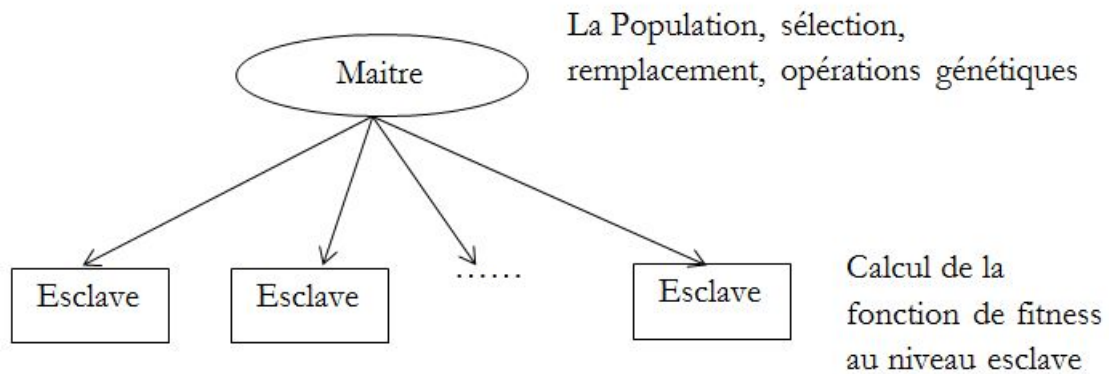 La Population, sélection,
remplacement, opérations génétiques
Maitre
Esclave
Esclave
......
Esclave
Calcul de la
fonction de fitness
au niveau esclave